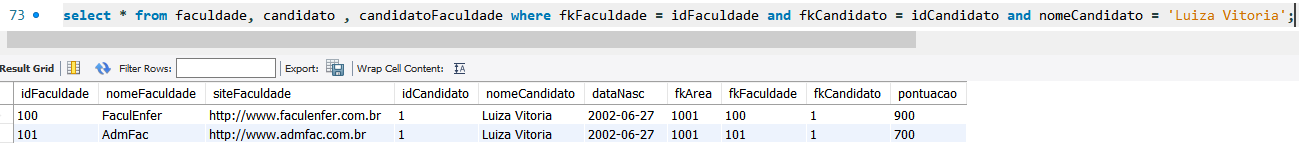 73 select * from faculdade, candidato , candidatoFaculdade where fkFaculdade = idFaculdade and fkCandidato = idCandidato and nomeCandidato = 'Luiza Vitoria';
Result Grid Filter Rows: Export: Wrap Cell Content: IA
idFaculdade nomeFaculdade siteFaculdade idCandidato nomeCandidato dataNasc fkArea fkFaculdade fkCandidato pontuacao
100 FaculEnfer http://www.faculenfer.com.br 1 Luiza Vitoria 2002-06-27 1001 100 1 900
101 AdmFac http://www.admfac.com.br 1 Luiza Vitoria 2002-06-27 1001 101 1 700